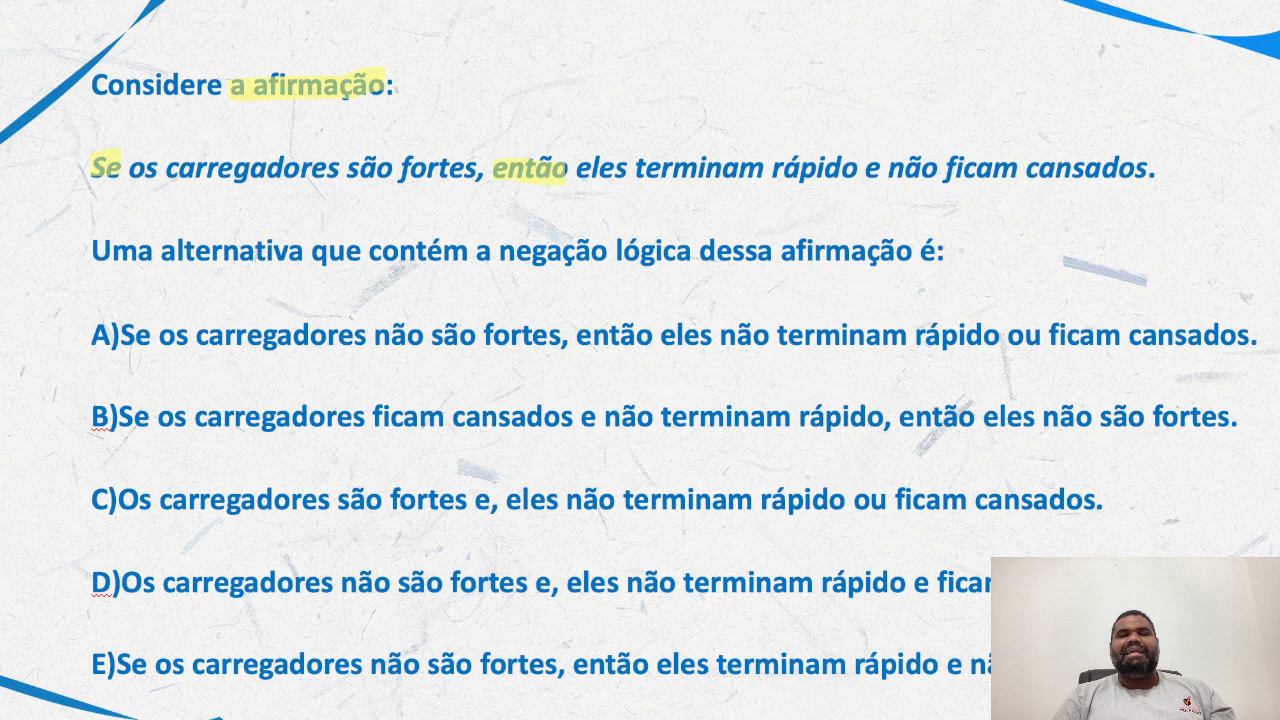 Considere a afirmação:
Se os carregadores são fortes, então eles terminam rápido e não ficam cansados.
Uma alternativa que contém a negação lógica dessa afirmação é:
A)Se os carregadores não são fortes, então eles não terminam rápido ou ficam cansados.
B)Se os carregadores ficam cansados e não terminam rápido, então eles não são fortes.
C)Os carregadores são fortes e, eles não terminam rápido ou ficam cansados.
D)Os carregadores não são fortes e, eles não terminam rápido e
E)Se os carregadores não são fortes, então eles terminam rápido e